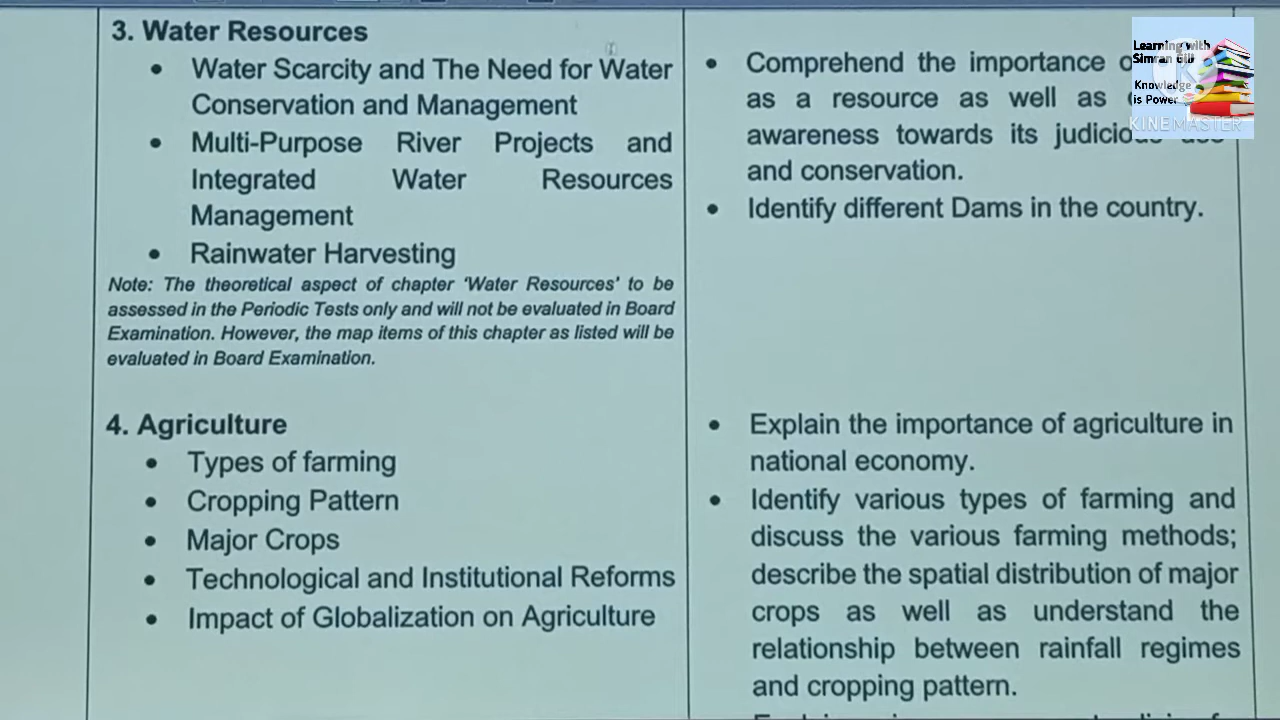 3. Water Resources
• Water Scarcity and The Need for Water
Conservation and Management
• Multi-Purpose River Projects and
Integrated Water Resources
Management
• Rainwater Harvesting
Note: The theoretical aspect of chapter ‘Water Resources’ to be
assessed in the Periodic Tests only and will not be evaluated in Board
Examination. However, the map items of this chapter as listed will be
evaluated in Board Examination.
4. Agriculture
• Types of farming
• Cropping Pattern
• Major Crops
• Technological and Institutional Reforms
• Impact of Globalization on Agriculture
• Comprehend the importance
as a resource as well as
awareness towards its
and conservation.
• Identify different Dams in the country.
• Explain the importance of agriculture in
national economy.
• Identify various types of farming and
discuss the various farming methods;
describe the spatial distribution of major
crops as well as understand the
relationship between rainfall regimes
and cropping pattern.
Learning with
Simran Gill
Knowledge
is Power
KINEMASTER